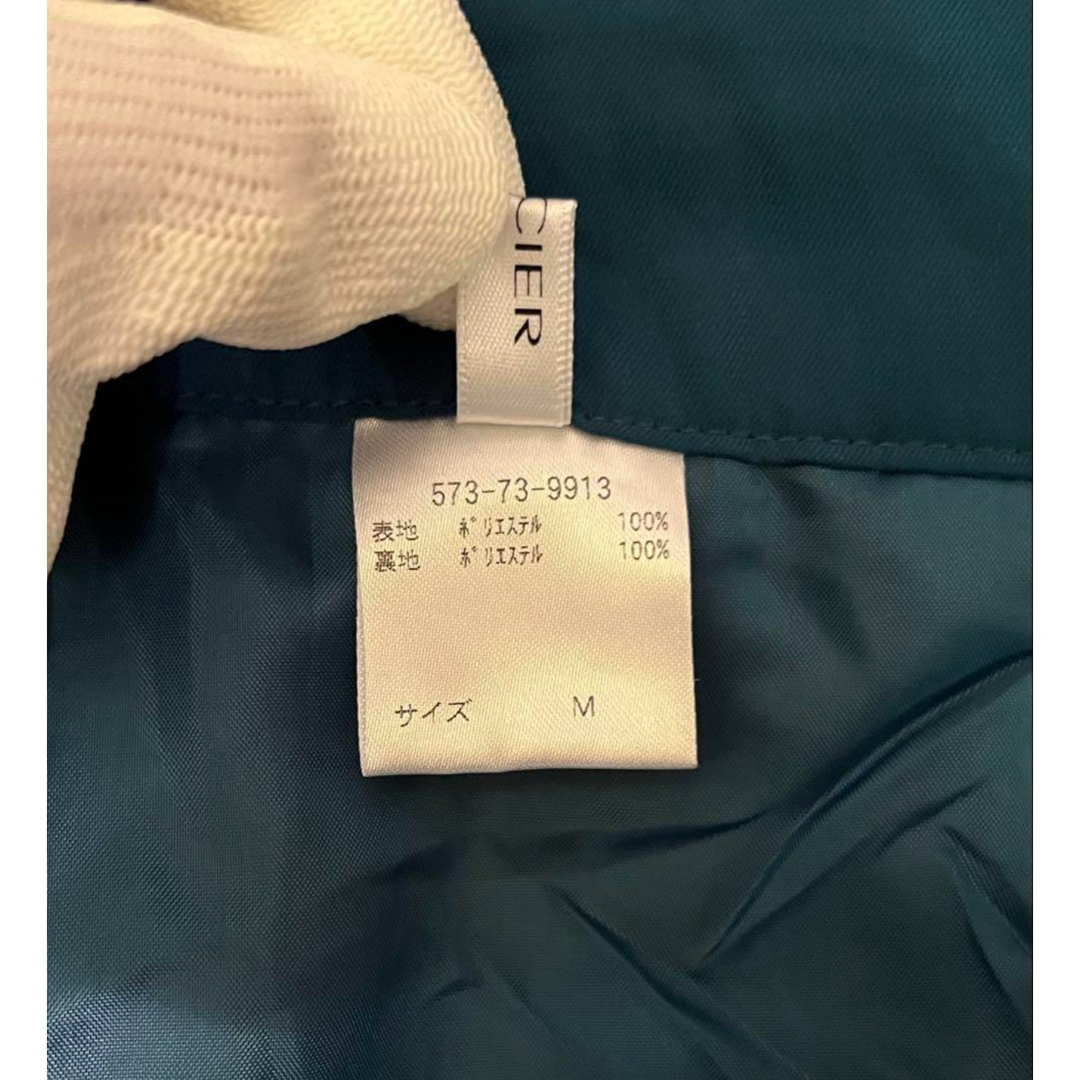 CIER
573-73-9913
表地 ﾎﾟﾘｴｽﾃﾙ 100%
裏地 ﾎﾟﾘｴｽﾃﾙ 100%
サイズ M